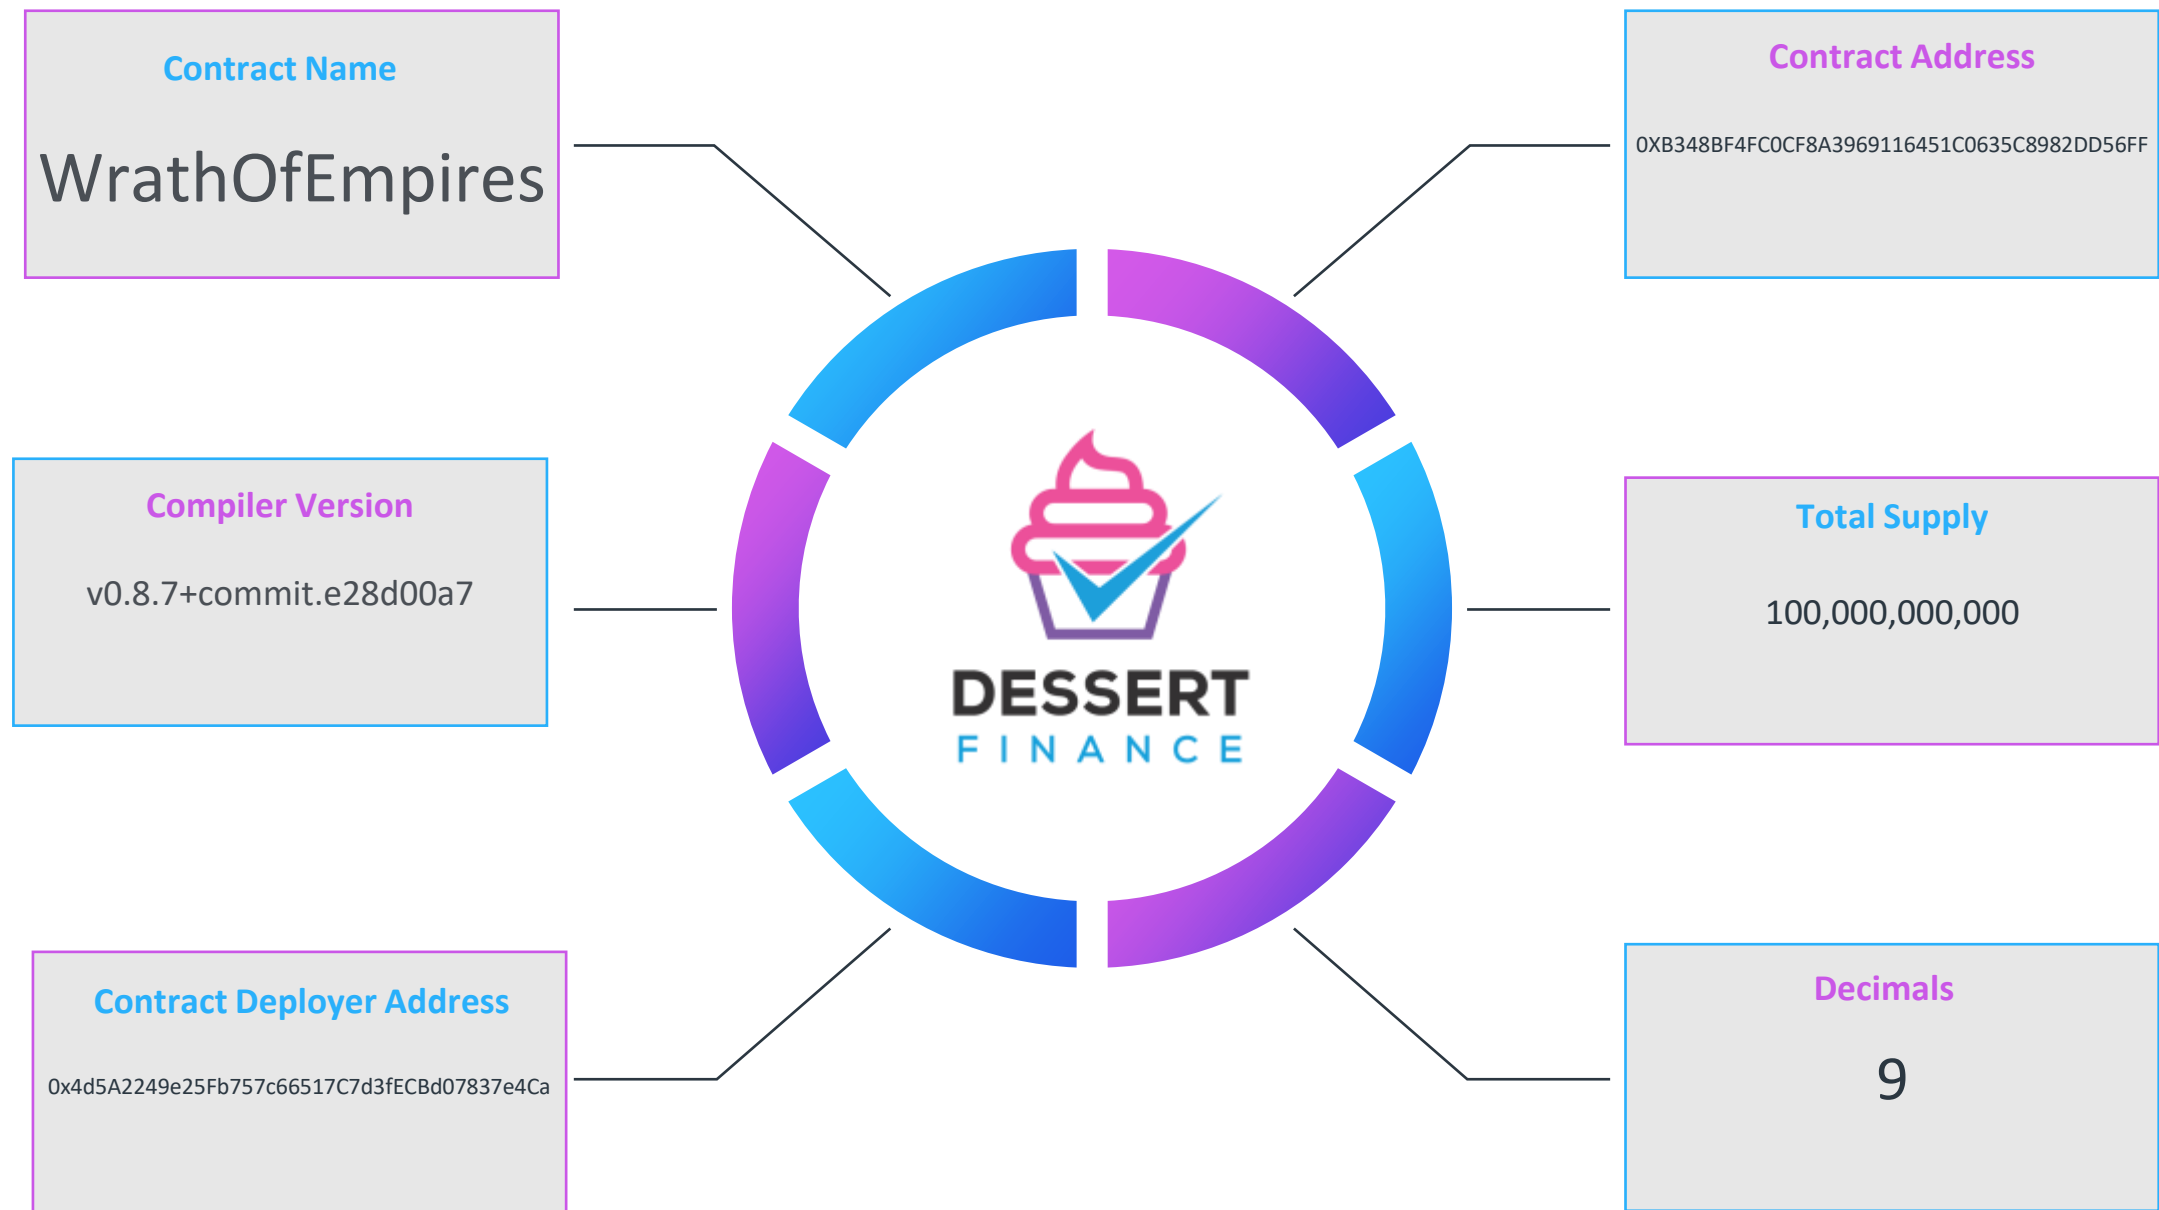 Contract Name
WrathOfEmpires
Contract Address
0XB348BF4FC0CF8A3969116451C0635C8982DD56FF
Compiler Version
v0.8.7+commit.e28d00a7
Total Supply
100,000,000,000
DESSERT
FINANCE
Contract Deployer Address
0x4d5A2249e25Fb757c66517C7d3fECBd07837e4Ca
Decimals
9